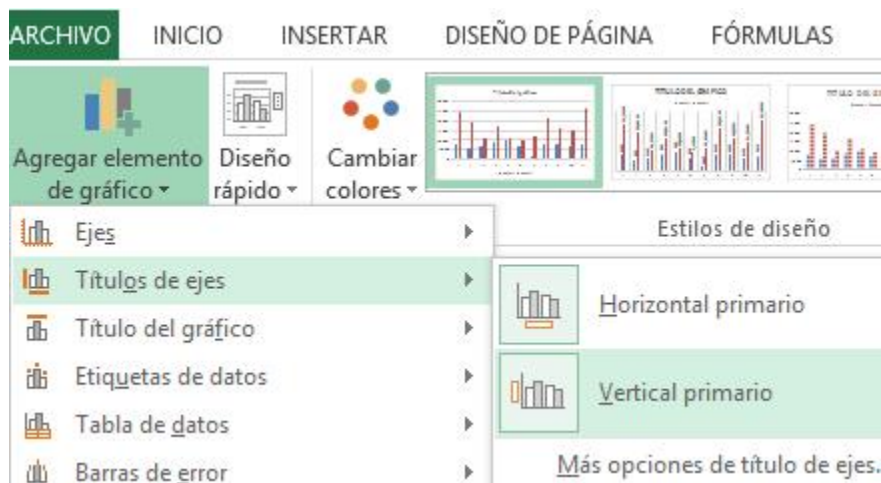 ARCHIVO INICIO INSERTAR DISEÑO DE PÁGINA FÓRMULAS
Agregar elemento de gráfico
Diseño rápido
Cambiar colores
Estilos de diseño
Ejes
Títulos de ejes
Título del gráfico
Etiquetas de datos
Tabla de datos
Barras de error
Horizontal primario
Vertical primario
Más opciones de título de ejes.